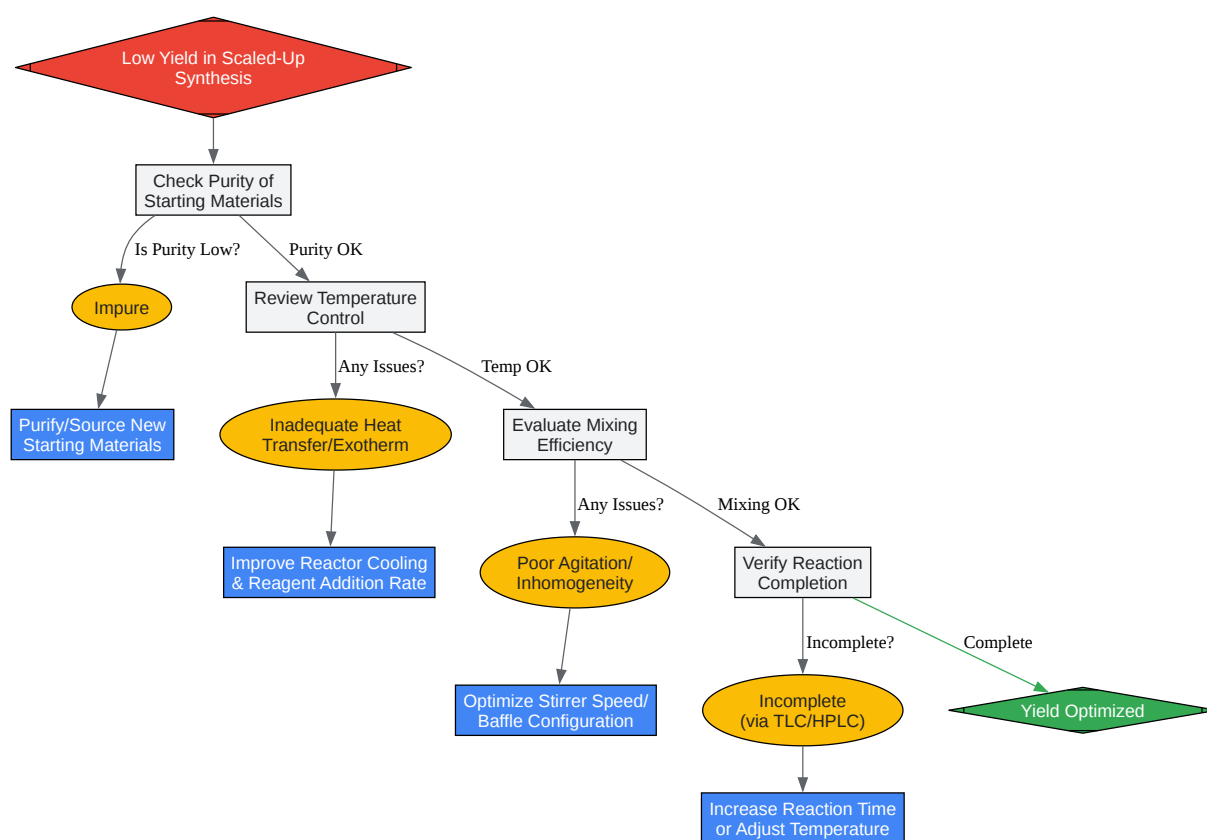 Low Yield in Scaled-Up
Synthesis
Check Purity of
Starting Materials
Is Purity Low?
Purity OK
Impure
Review Temperature
Control
Any Issues?
Temp OK
Purify/Source New
Starting Materials
Inadequate Heat
Transfer/Exotherm
Evaluate Mixing
Efficiency
Any Issues?
Mixing OK
Improve Reactor Cooling
& Reagent Addition Rate
Poor Agitation/
Inhomogeneity
Verify Reaction
Completion
Incomplete?
Complete
Optimize Stirrer Speed/
Baffle Configuration
Incomplete
(via TLC/HPLC)
Yield Optimized
Increase Reaction Time
or Adjust Temperature